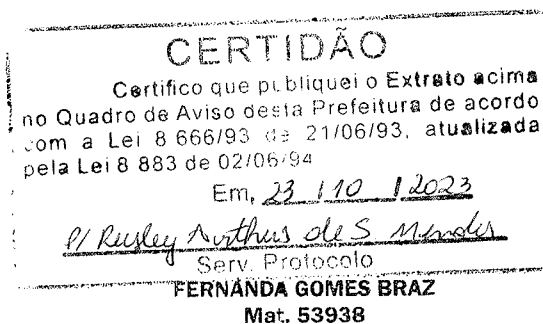 CERTIDÃO
Certifico que publiquei o Extrato acima
no Quadro de Aviso desta Prefeitura de acordo
com a Lei 8 666/93 de 21/06/93, atualizada
pela Lei 8 883 de 02/06/94
Em, 23 / 10 / 2023
P/ de S Mendes
Serv. Protocolo
FERNANDA GOMES BRAZ
Mat. 53938